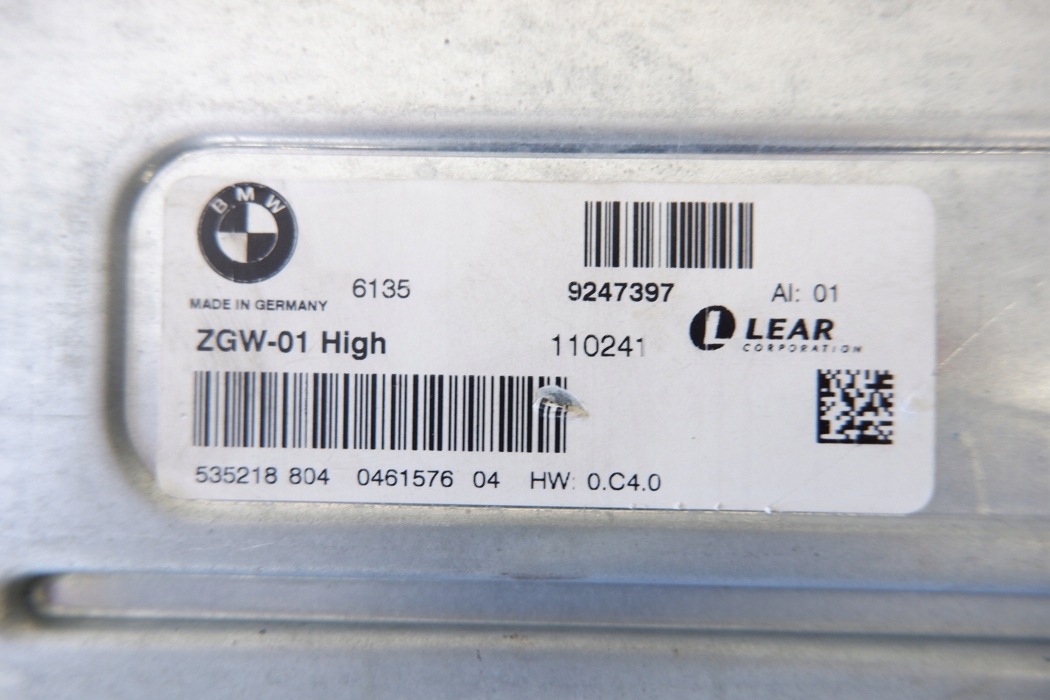 BMW
MADE IN GERMANY
6135
9247397
AI: 01
ZGW-01 High
110241
LEAR
CORPORATION
535218 804 0461576 04 HW: 0.C4.0